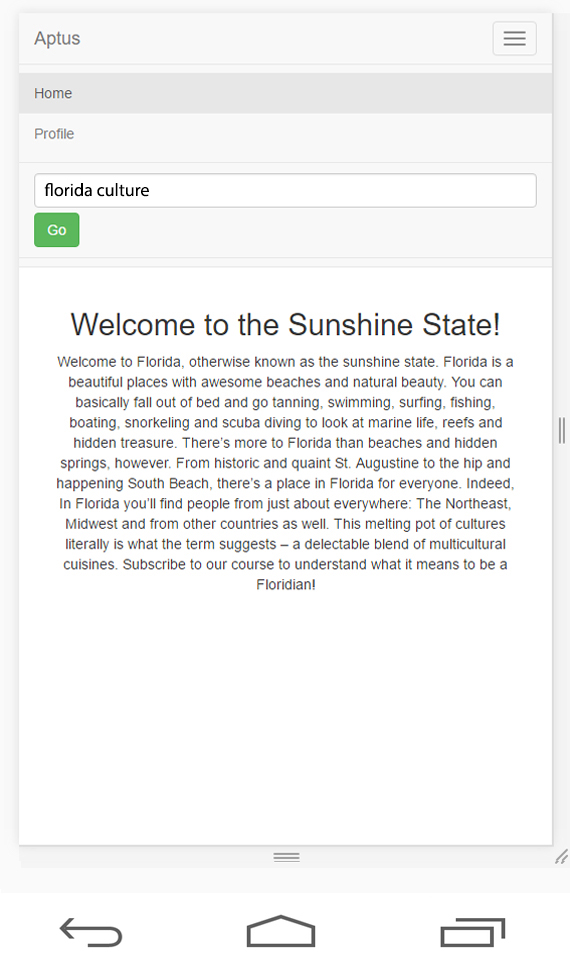 Aptus
Home
Profile
florida culture
Go
Welcome to the Sunshine State!
Welcome to Florida, otherwise known as the sunshine state. Florida is a
beautiful places with awesome beaches and natural beauty. You can
basically fall out of bed and go tanning, swimming, surfing, fishing,
boating, snorkeling and scuba diving to look at marine life, reefs and
hidden treasure. There’s more to Florida than beaches and hidden
springs, however. From historic and quaint St. Augustine to the hip and
happening South Beach, there’s a place in Florida for everyone. Indeed,
In Florida you’ll find people from just about everywhere: The Northeast,
Midwest and from other countries as well. This melting pot of cultures
literally is what the term suggests – a delectable blend of multicultural
cuisines. Subscribe to our course to understand what it means to be a
Floridian!